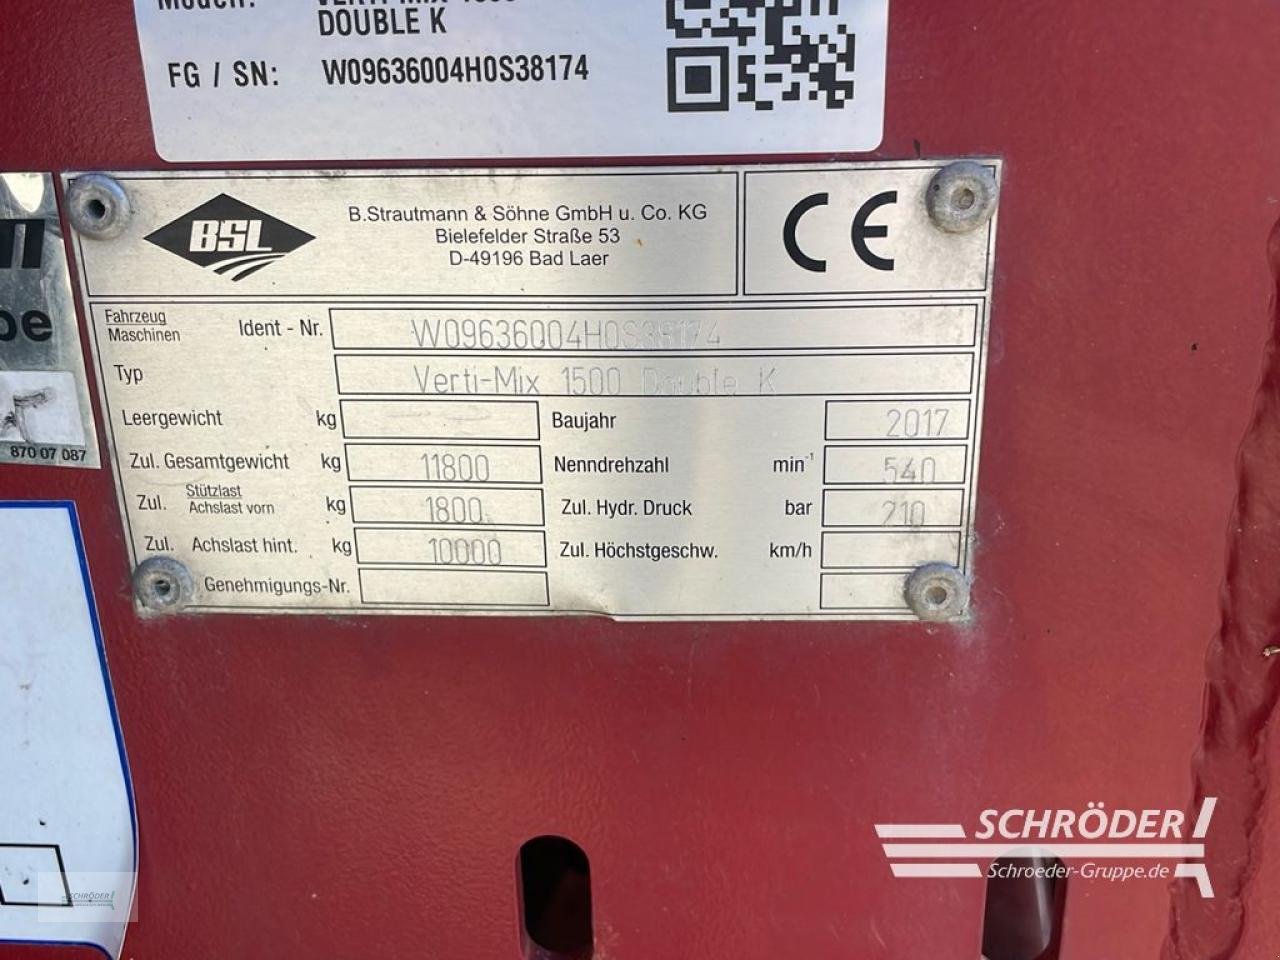 DOUBLE K
FG / SN: W09636004H0S38174
BSL
B.Strautmann & Söhne GmbH u. Co. KG
Bielefelder Straße 53
D-49196 Bad Laer
CE
Fahrzeug
Maschinen
Ident - Nr. W09636004H0S38174
Typ Verti-Mix 1500 Double K
Leergewicht kg Baujahr 2017
Zul. Gesamtgewicht kg 11800 Nenndrehzahl min-1 540
Zul. Stützlast
Achslast vorn kg 1800 Zul. Hydr. Druck bar 210
Zul. Achslast hint. kg 10000 Zul. Höchstgeschw. km/h
Genehmigungs-Nr.
870 07 087
SCHRÖDER
Schroeder-Gruppe.de
SCHRÖDER